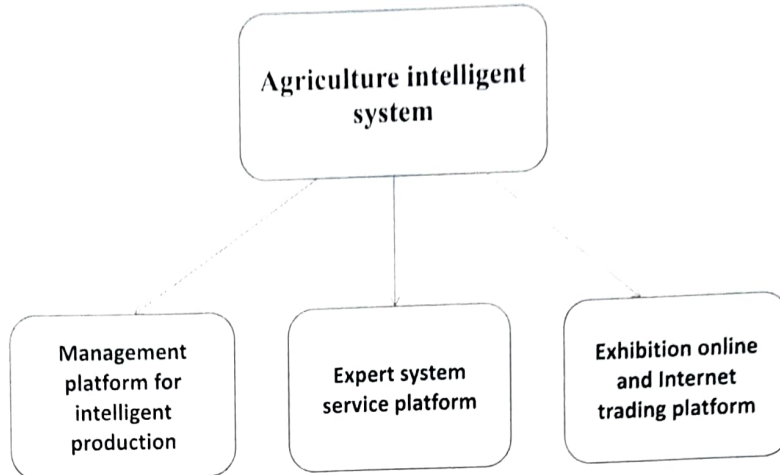 Agriculture intelligent
system
Management
platform for
intelligent
production
Expert system
service platform
Exhibition online
and Internet
trading platform